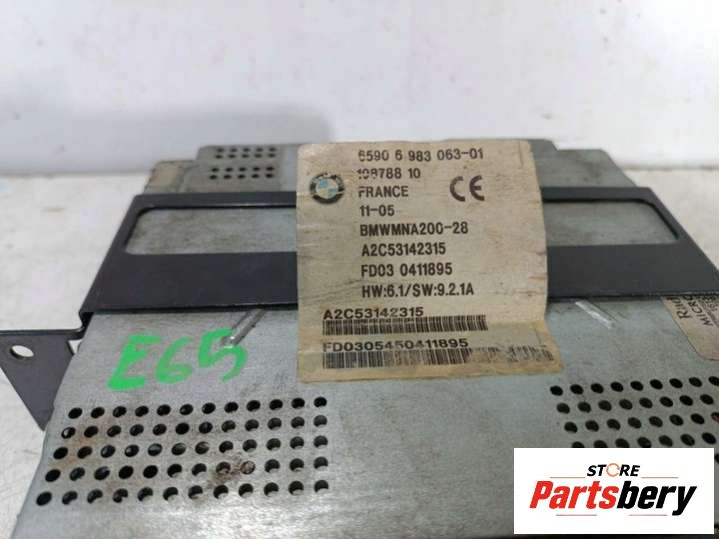 6590 6 983 063-01
108788 10
FRANCE
CE
11-05
BMWMNA200-28
A2C53142315
FD03 0411895
HW:6.1/SW:9.2.1A
A2C53142315
FD0305450411895
E65
STORE
Partsbery